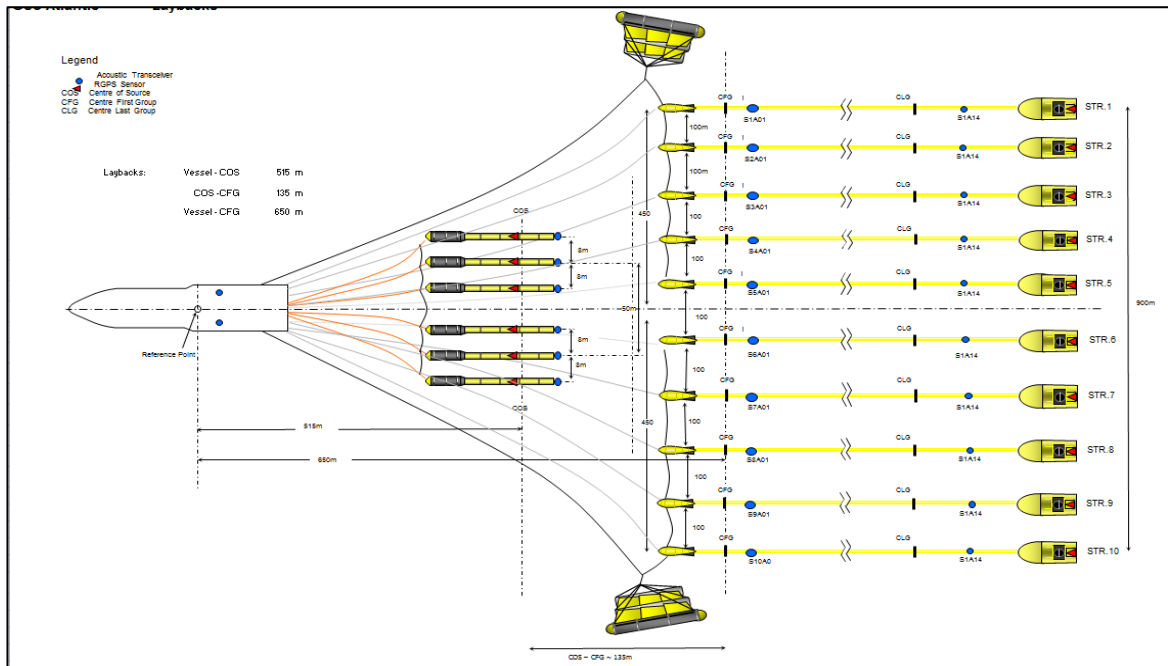 Legend
Acoustic Transceiver
RGPS Sensor
COS Centre of Source
CFG Centre First Group
CLG Centre Last Group
Laybacks: Vessel - COS 515 m
COS -CFG 135 m
Vessel - CFG 650 m
Reference Point
COS
8m
8m
50m
8m
8m
COS
515m
650m
COS - CFG ~ 135m
450
450
900m
CFG
S1A01
CLG
S1A14
STR.1
100m
CFG
S2A01
CLG
S1A14
STR.2
100m
CFG
S3A01
CLG
S1A14
STR.3
100
CFG
S4A01
CLG
S1A14
STR.4
100
CFG
S5A01
CLG
S1A14
STR.5
100
CFG
S6A01
CLG
S1A14
STR.6
100
CFG
S7A01
CLG
S1A14
STR.7
100
CFG
S8A01
CLG
S1A14
STR.8
100
CFG
S9A01
CLG
S1A14
STR.9
100
CFG
S10A0
CLG
S1A14
STR.10